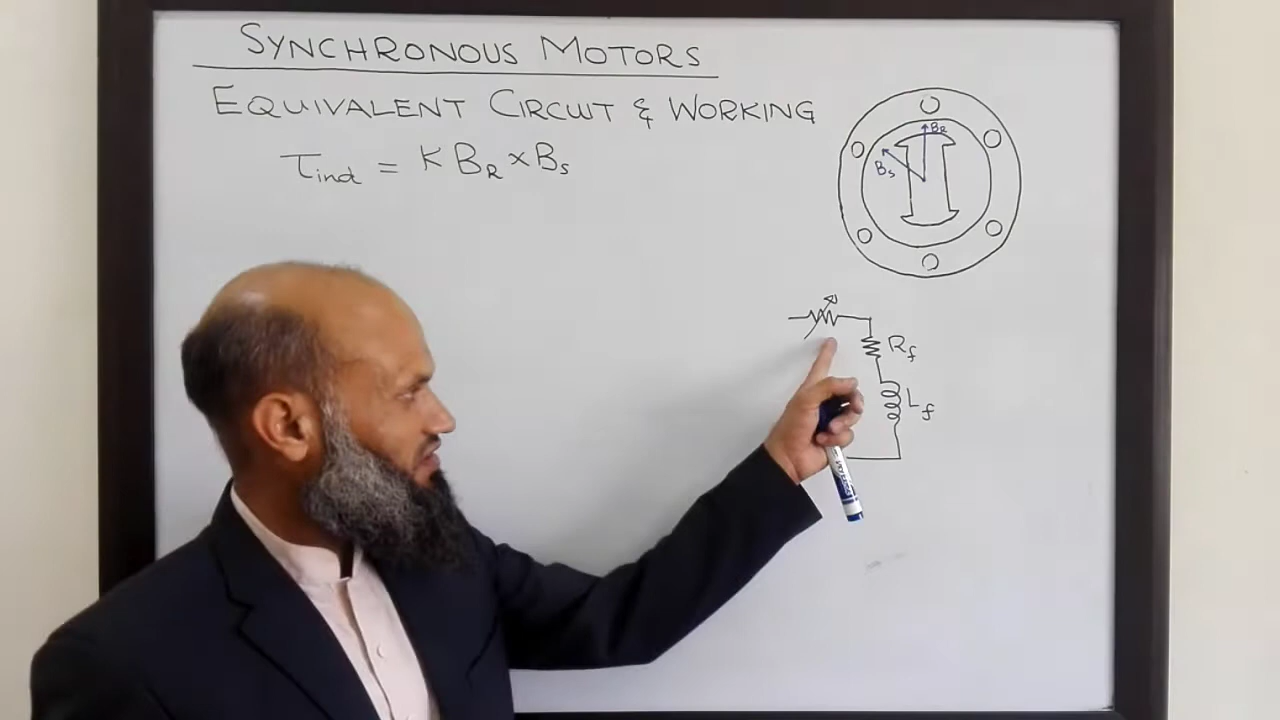 SYNCHRONOUS MOTORS
EQUIVALENT CIRCUIT & WORKING
τind = K BR × BS
BR
BS
Rf
Lf